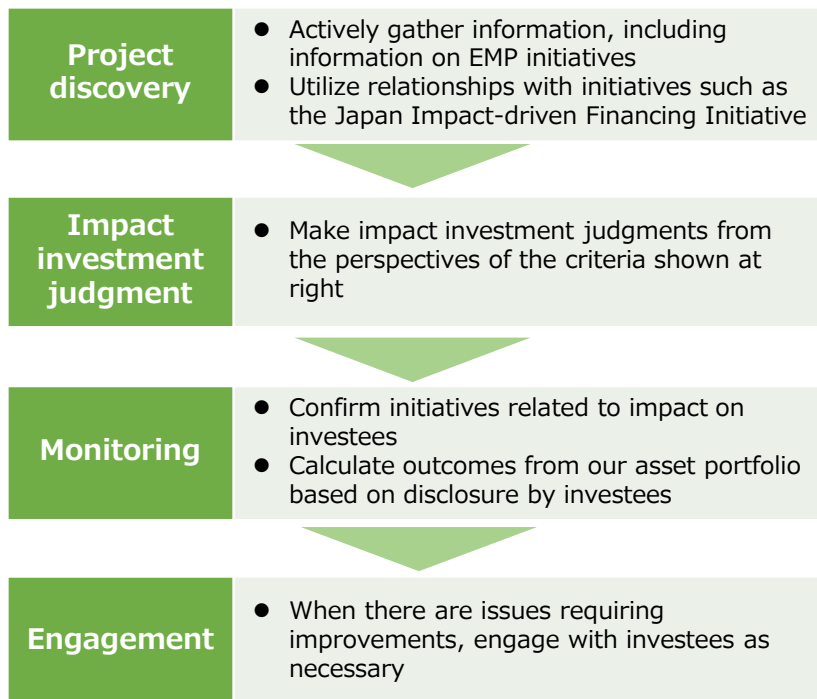 Project
discovery
● Actively gather information, including
information on EMP initiatives
● Utilize relationships with initiatives such as
the Japan Impact-driven Financing Initiative
Impact
investment
judgment
● Make impact investment judgments from
the perspectives of the criteria shown at
right
Monitoring
● Confirm initiatives related to impact on
investees
● Calculate outcomes from our asset portfolio
based on disclosure by investees
Engagement
● When there are issues requiring
improvements, engage with investees as
necessary